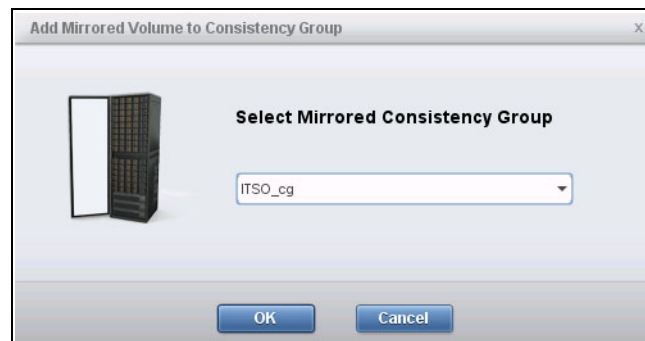 Add Mirrored Volume to Consistency Group x
Select Mirrored Consistency Group
ITSO_cg
OK Cancel